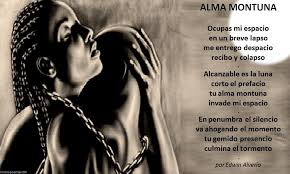 ALMA MONTUNA
Ocupas mi espacio
en un breve lapso
me entrego despacio
recibo y colapso
Alcanzable es la luna
corto el prefacio
tu alma montuna
invade mi espacio
En penumbra el silencio
va ahogando el momento
tu gemido presencio
culmina el tormento
por Edwin Alverio